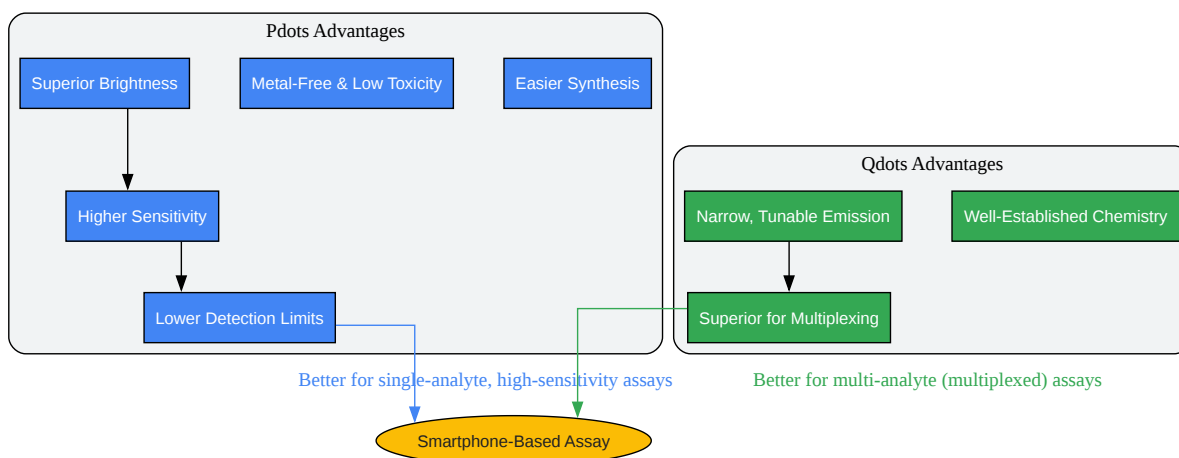 Pdots Advantages
Superior Brightness
Metal-Free & Low Toxicity
Easier Synthesis
Higher Sensitivity
Lower Detection Limits
Qdots Advantages
Narrow, Tunable Emission
Well-Established Chemistry
Superior for Multiplexing
Better for single-analyte, high-sensitivity assays
Better for multi-analyte (multiplexed) assays
Smartphone-Based Assay